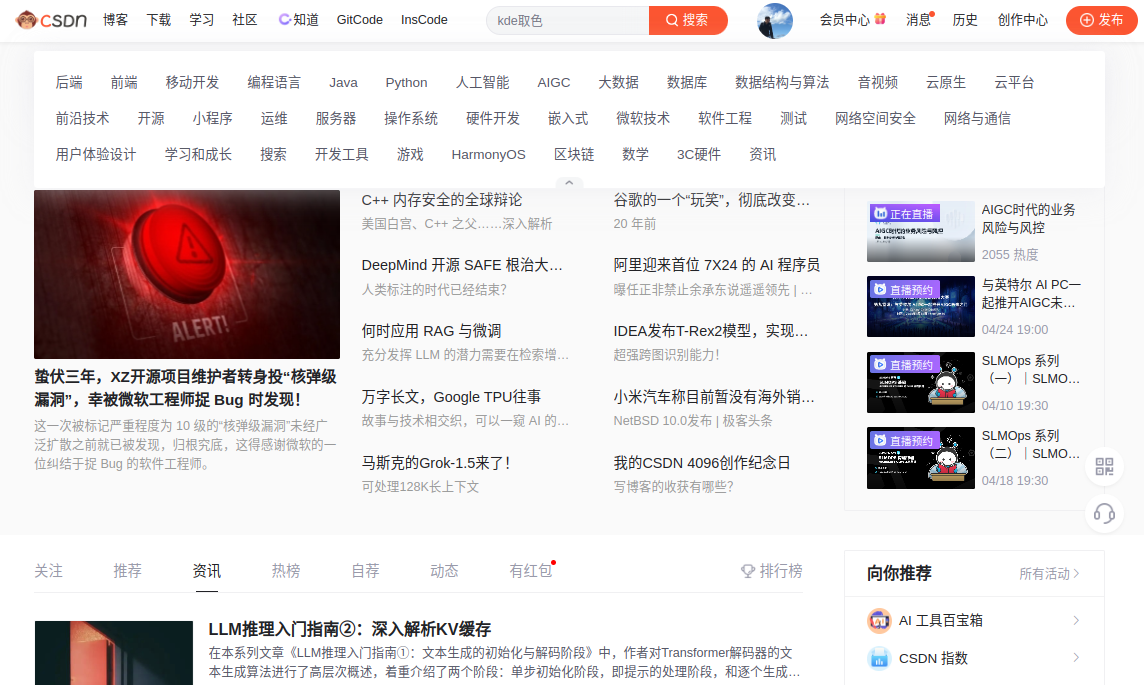 CSDN 博客 下载 学习 社区 知道 GitCode InsCode kde取色 搜索 会员中心 消息 历史 创作中心 发布
后端 前端 移动开发 编程语言 Java Python 人工智能 AIGC 大数据 数据库 数据结构与算法 音视频 云原生 云平台
前沿技术 开源 小程序 运维 服务器 操作系统 硬件开发 嵌入式 微软技术 软件工程 测试 网络空间安全 网络与通信
用户体验设计 学习和成长 搜索 开发工具 游戏 HarmonyOS 区块链 数学 3C硬件 资讯
ALERT!
蛰伏三年，XZ开源项目维护者转身投“核弹级
漏洞”，幸被微软工程师捉 Bug 时发现！
这一次被标记严重程度为 10 级的“核弹级漏洞”未经广
泛扩散之前就已被发现，归根究底，这得感谢微软的一
位纠结于捉 Bug 的软件工程师。
C++ 内存安全的全球辩论
美国白宫、C++ 之父……深入解析
DeepMind 开源 SAFE 根治大…
人类标注的时代已经结束？
何时应用 RAG 与微调
充分发挥 LLM 的潜力需要在检索增…
万字长文，Google TPU往事
故事与技术相交织，可以一窥 AI 的…
马斯克的Grok-1.5来了！
可处理128K长上下文
谷歌的一个“玩笑”，彻底改变…
20 年前
阿里迎来首位 7X24 的 AI 程序员
曝任正非禁止余承东说遥遥领先 | …
IDEA发布T-Rex2模型，实现…
超强跨图识别能力！
小米汽车称目前暂没有海外销…
NetBSD 10.0发布 | 极客头条
我的CSDN 4096创作纪念日
写博客的收获有哪些？
正在直播
AIGC时代的业务风险与风控
AIGC时代的业务
风险与风控
2055 热度
直播预约
与英特尔 AI PC一
起推开AIGC未…
04/24 19:00
直播预约
SLMOps 系列
（一）｜SLMO…
04/10 19:30
直播预约
SLMOps 系列
（二）｜SLMO…
04/18 19:30
关注 推荐 资讯 热榜 自荐 动态 有红包 排行榜
LLM推理入门指南②：深入解析KV缓存
在本系列文章《LLM推理入门指南①：文本生成的初始化与解码阶段》中，作者对Transformer解码器的文
本生成算法进行了高层次概述，着重介绍了两个阶段：单步初始化阶段，即提示的处理阶段，和逐个生成…
向你推荐 所有活动
AI 工具百宝箱
CSDN 指数